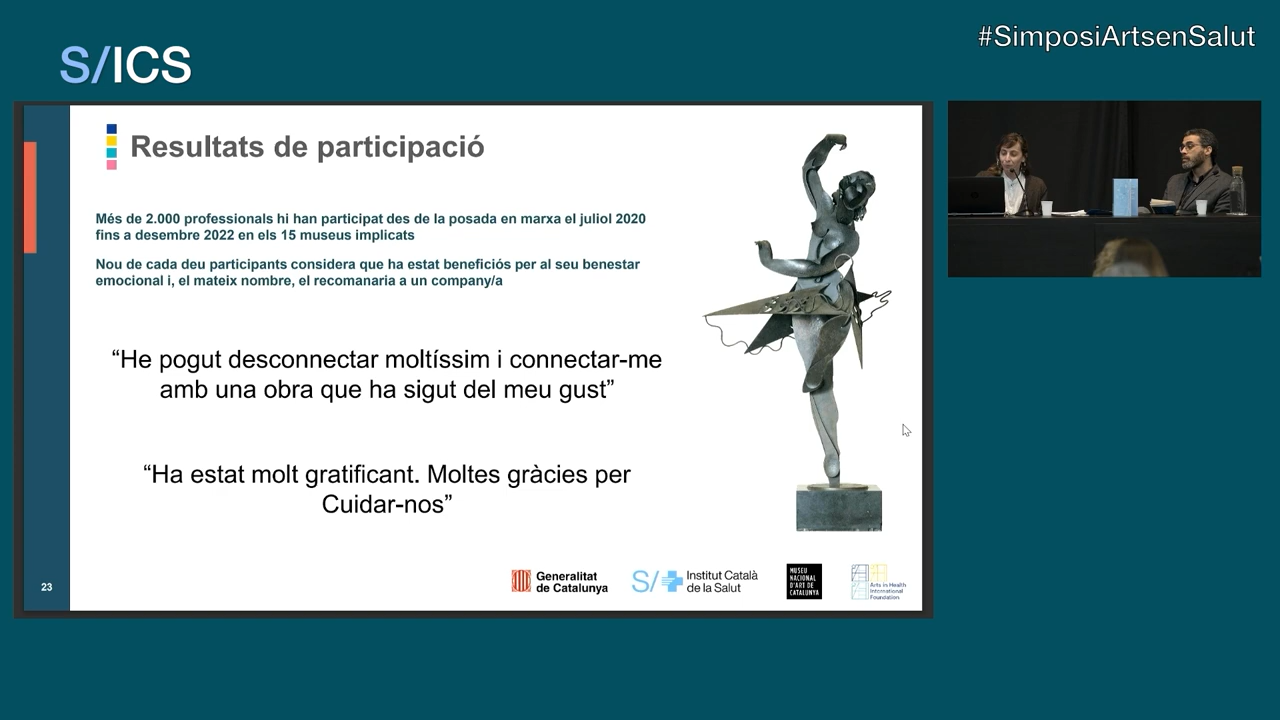 #SimposiArtsenSalut
S/ICS
Resultats de participació
Més de 2.000 professionals hi han participat des de la posada en marxa el juliol 2020
fins a desembre 2022 en els 15 museus implicats
Nou de cada deu participants considera que ha estat beneficiós per al seu benestar
emocional i, el mateix nombre, el recomanaria a un company/a
“He pogut desconnectar moltíssim i connectar-me
amb una obra que ha sigut del meu gust”
“Ha estat molt gratificant. Moltes gràcies per
Cuidar-nos”
23
Generalitat
de Catalunya
S/
Institut Català
de la Salut
MUSEU
NACIONAL
D'ART DE
CATALUNYA
Arts in Health
International
Foundation